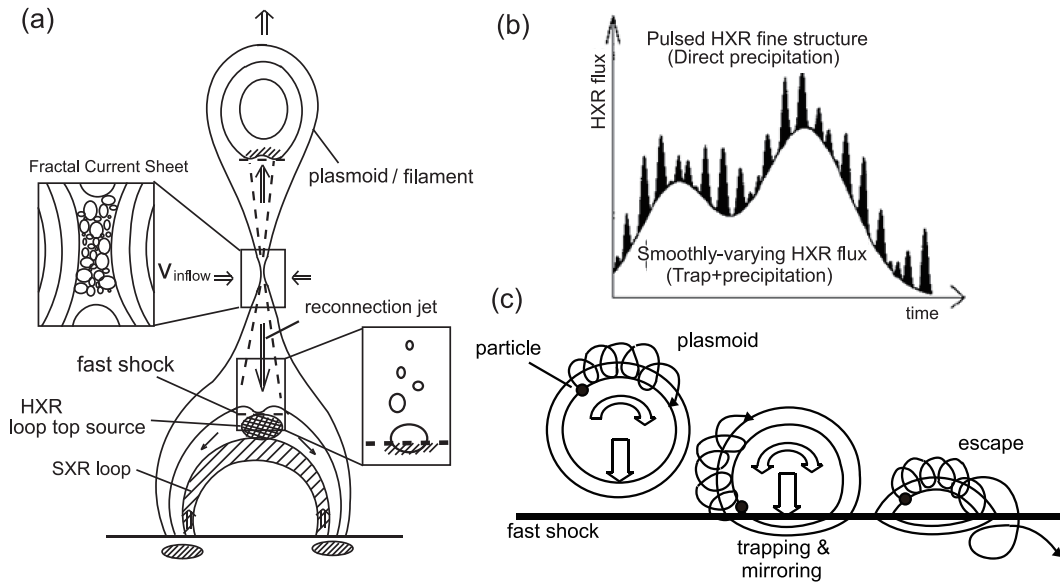 (a)
plasmoid / filament
Fractal Current Sheet
Vinflow
reconnection jet
fast shock
HXR
loop top source
SXR loop
(b)
Pulsed HXR fine structure
(Direct precipitation)
HXR flux
Smoothly-varying HXR flux
(Trap+precipitation)
time
(c)
particle
plasmoid
escape
fast shock
trapping &
mirroring